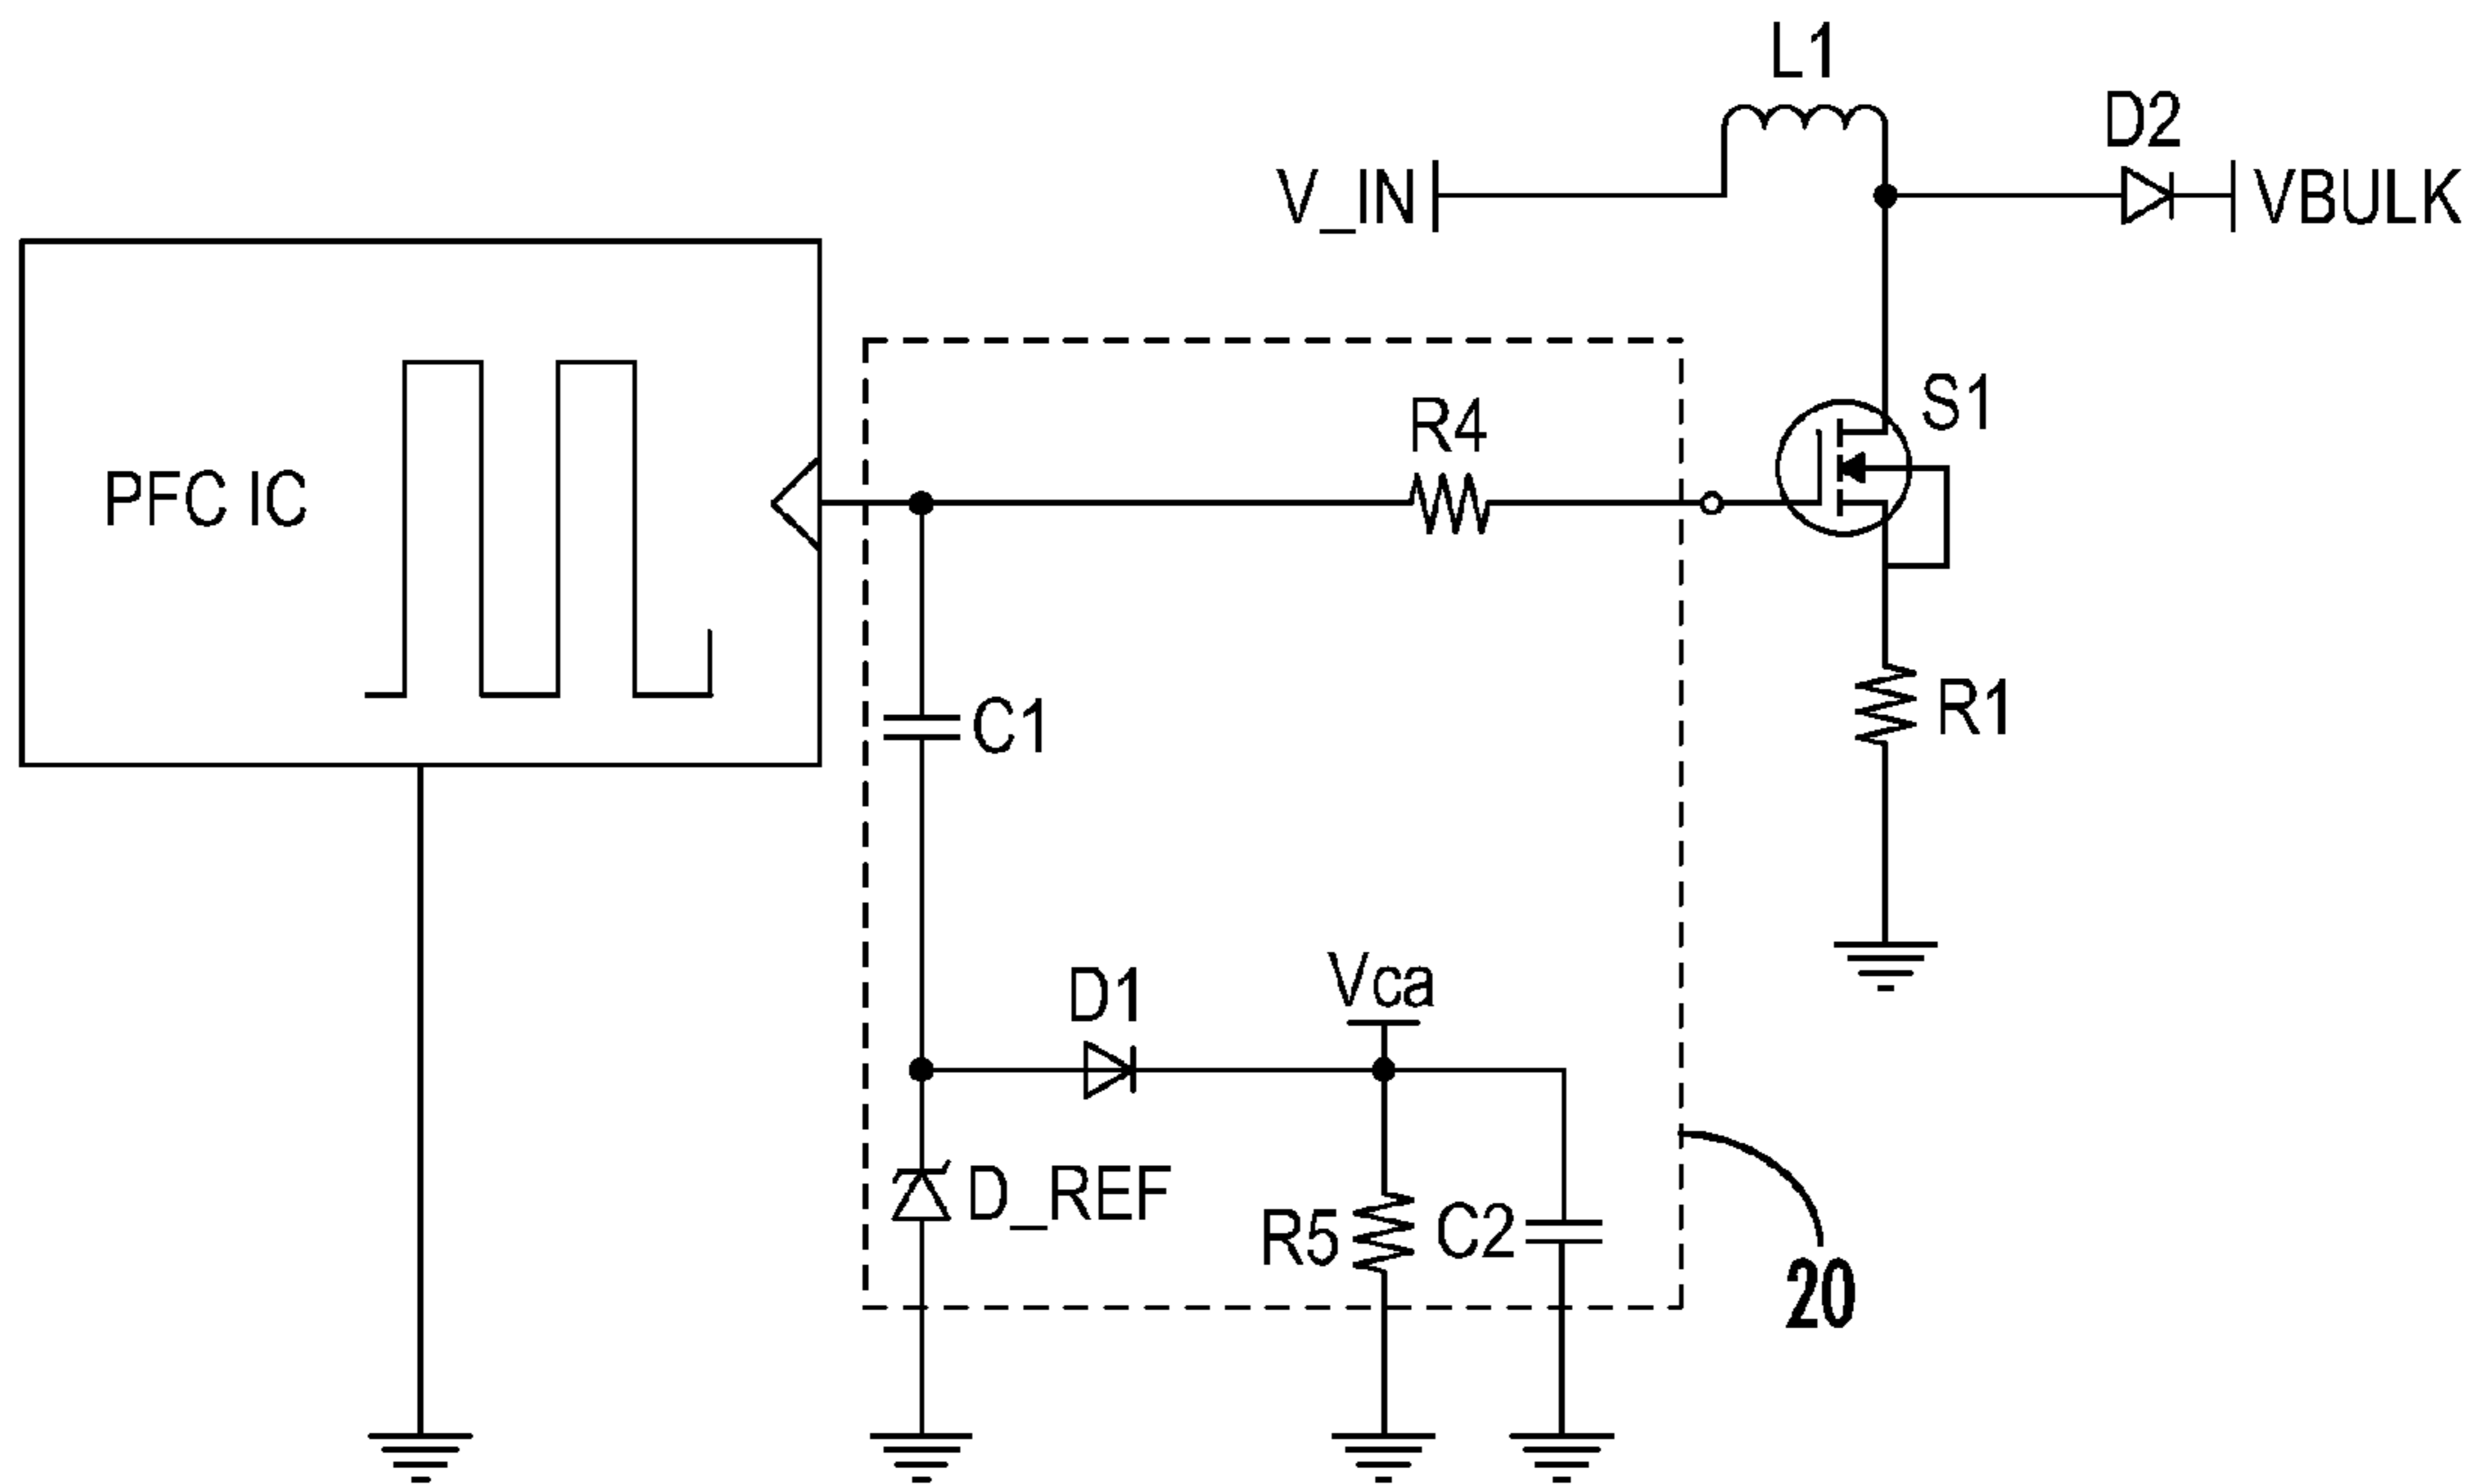 L1
D2
V_IN
VBULK
S1
R4
PFC IC
R1
C1
Vca
D1
D_REF
R5
C2
20